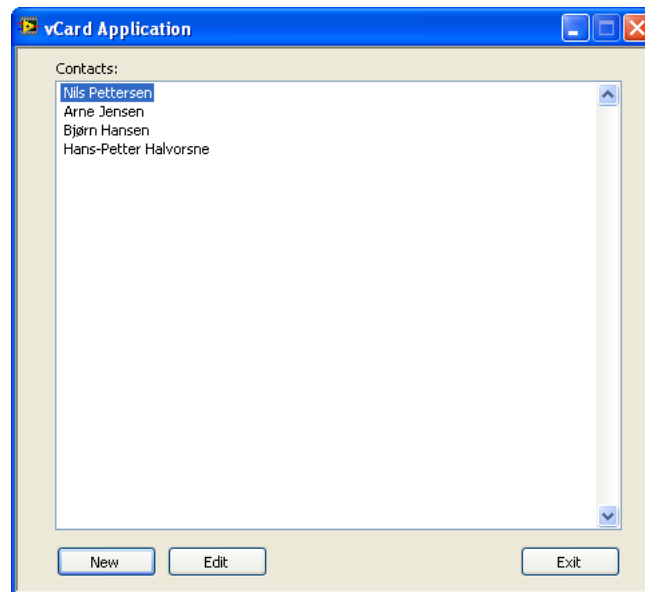 vCard Application
Contacts:
Nils Pettersen
Arne Jensen
Bjørn Hansen
Hans-Petter Halvorsne
New Edit Exit